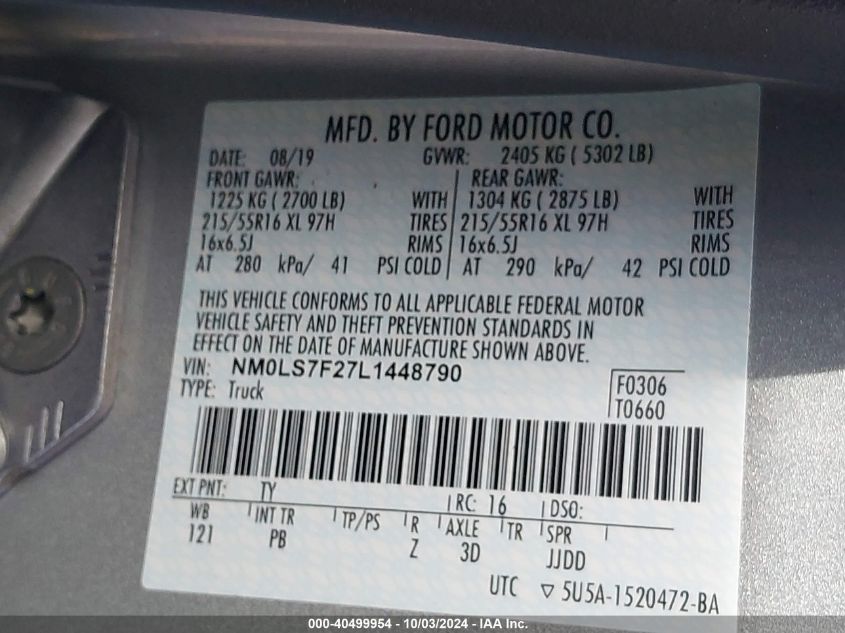 MFD. BY FORD MOTOR CO.
DATE: 08/19 GVWR: 2405 KG ( 5302 LB)
FRONT GAWR: REAR GAWR:
1225 KG ( 2700 LB) WITH 1304 KG ( 2875 LB) WITH
215/55R16 XL 97H TIRES 215/55R16 XL 97H TIRES
16x6.5J RIMS 16x6.5J RIMS
AT 280 kPa/ 41 PSI COLD AT 290 kPa/ 42 PSI COLD
THIS VEHICLE CONFORMS TO ALL APPLICABLE FEDERAL MOTOR
VEHICLE SAFETY AND THEFT PREVENTION STANDARDS IN
EFFECT ON THE DATE OF MANUFACTURE SHOWN ABOVE.
VIN: NM0LS7F27L1448790
TYPE: Truck
F0306
T0660
EXT PNT: TY RC: 16 DSO:
WB INT TR TP/PS R AXLE TR SPR
121 PB Z 3D JJDD
UTC ▽ 5U5A-1520472-BA
000-40499954 - 10/03/2024 - IAA Inc.